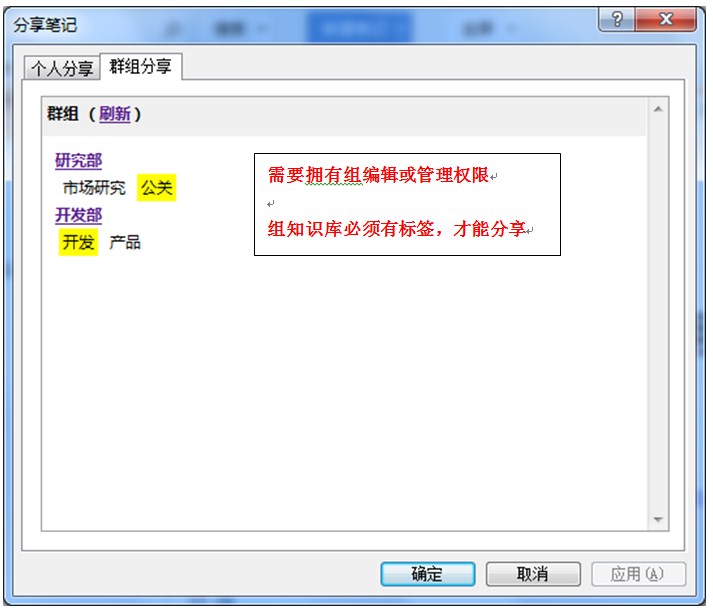 分享笔记
个人分享 群组分享
群组（刷新）
研究部
市场研究 公关
开发部
开发 产品
需要拥有组编辑或管理权限
组知识库必须有标签，才能分享
确定 取消 应用(A)